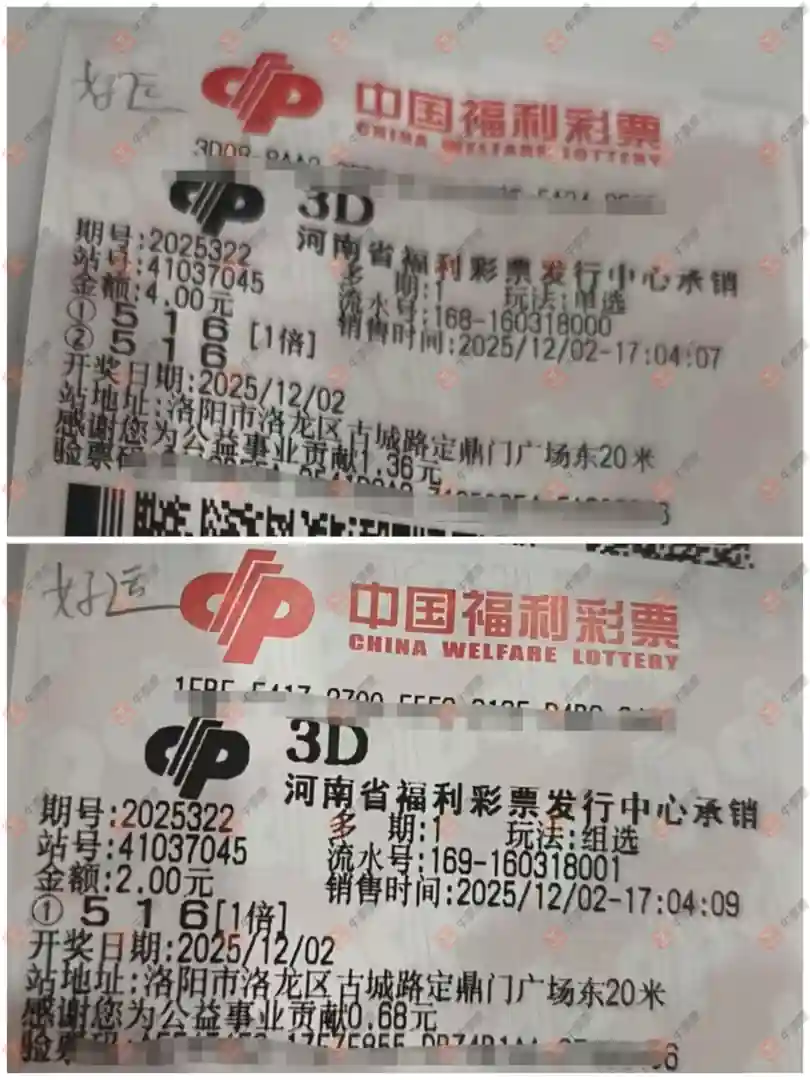 好运
中国福利彩票
CHINA WELFARE LOTTERY
3D
河南省福利彩票发行中心承销
期号:2025322 多 期:1 玩法:单选
站号:41037045 流水号:168-160318000
金额:4.00元 销售时间:2025/12/02-17:04:07
① 5 1 6 [1倍]
② 5 1 6
开奖日期:2025/12/02
站地址:洛阳市洛龙区古城路定鼎门广场东20米
感谢您为公益事业贡献1.36元
验票码
好运
中国福利彩票
CHINA WELFARE LOTTERY
3D
河南省福利彩票发行中心承销
期号:2025322 多 期:1 玩法:组选
站号:41037045 流水号:169-160318001
金额:2.00元 销售时间:2025/12/02-17:04:09
① 5 1 6[1倍]
开奖日期:2025/12/02
站地址:洛阳市洛龙区古城路定鼎门广场东20米
感谢您为公益事业贡献0.68元